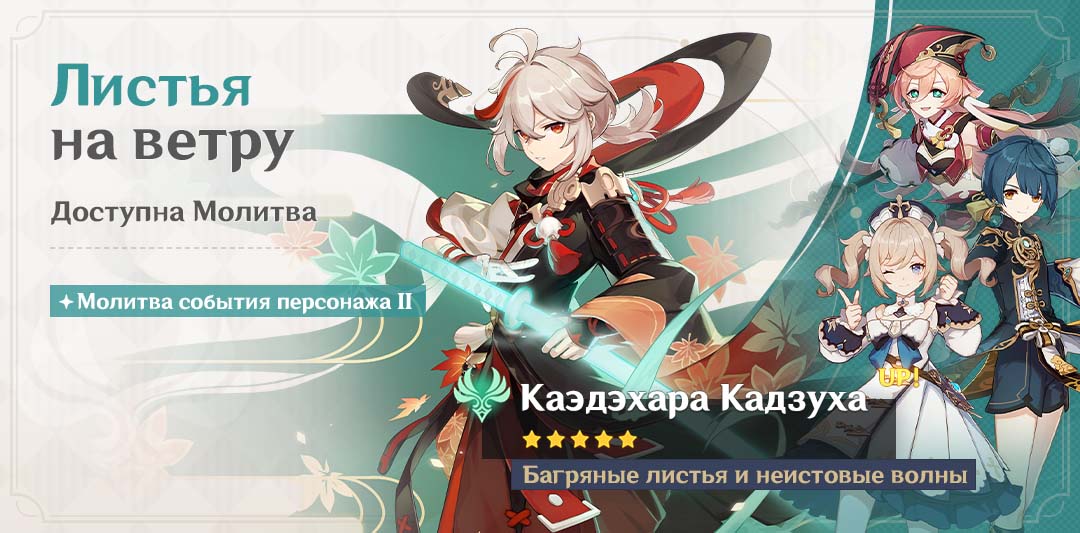 Листья
на ветру
Доступна Молитва
Молитва события персонажа II
UP!
Каэдэхара Кадзуха
Багряные листья и неистовые волны